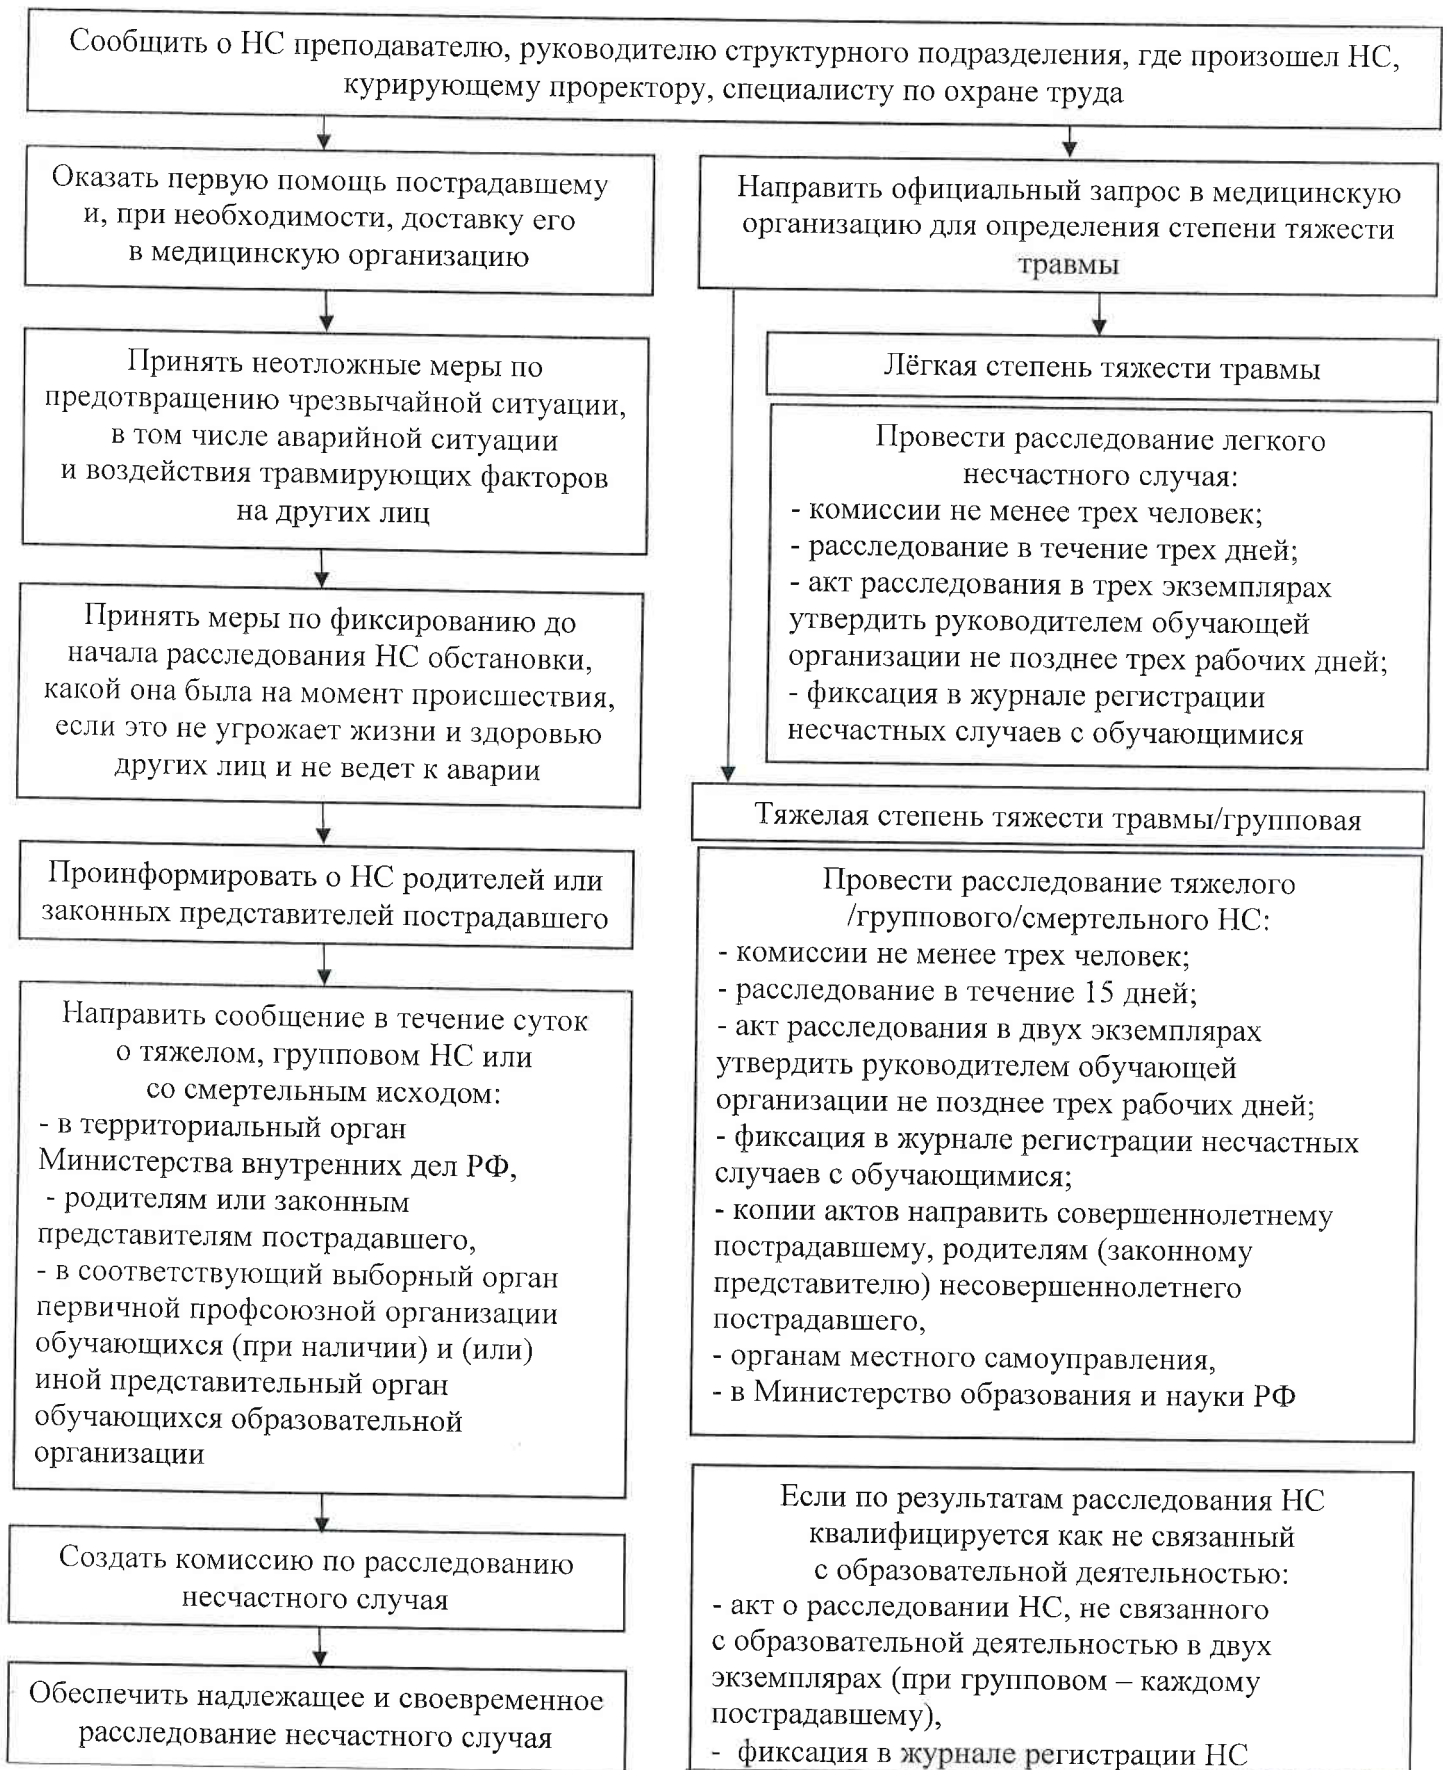 Сообщить о НС преподавателю, руководителю структурного подразделения, где произошел НС,
курирующему проректору, специалисту по охране труда
Оказать первую помощь пострадавшему
и, при необходимости, доставку его
в медицинскую организацию
Принять неотложные меры по
предотвращению чрезвычайной ситуации,
в том числе аварийной ситуации
и воздействия травмирующих факторов
на других лиц
Принять меры по фиксированию до
начала расследования НС обстановки,
какой она была на момент происшествия,
если это не угрожает жизни и здоровью
других лиц и не ведет к аварии
Проинформировать о НС родителей или
законных представителей пострадавшего
Направить сообщение в течение суток
о тяжелом, групповом НС или
со смертельным исходом:
- в территориальный орган
Министерства внутренних дел РФ,
- родителям или законным
представителям пострадавшего,
- в соответствующий выборный орган
первичной профсоюзной организации
обучающихся (при наличии) и (или)
иной представительный орган
обучающихся образовательной
организации
Создать комиссию по расследованию
несчастного случая
Обеспечить надлежащее и своевременное
расследование несчастного случая
Направить официальный запрос в медицинскую
организацию для определения степени тяжести
травмы
Лёгкая степень тяжести травмы
Провести расследование легкого
несчастного случая:
- комиссии не менее трех человек;
- расследование в течение трех дней;
- акт расследования в трех экземплярах
утвердить руководителем обучающей
организации не позднее трех рабочих дней;
- фиксация в журнале регистрации
несчастных случаев с обучающимися
Тяжелая степень тяжести травмы/групповая
Провести расследование тяжелого
/группового/смертельного НС:
- комиссии не менее трех человек;
- расследование в течение 15 дней;
- акт расследования в двух экземплярах
утвердить руководителем обучающей
организации не позднее трех рабочих дней;
- фиксация в журнале регистрации несчастных
случаев с обучающимися;
- копии актов направить совершеннолетнему
пострадавшему, родителям (законному
представителю) несовершеннолетнего
пострадавшего,
- органам местного самоуправления,
- в Министерство образования и науки РФ
Если по результатам расследования НС
квалифицируется как не связанный
с образовательной деятельностью:
- акт о расследовании НС, не связанного
с образовательной деятельностью в двух
экземплярах (при групповом – каждому
пострадавшему),
- фиксация в журнале регистрации НС